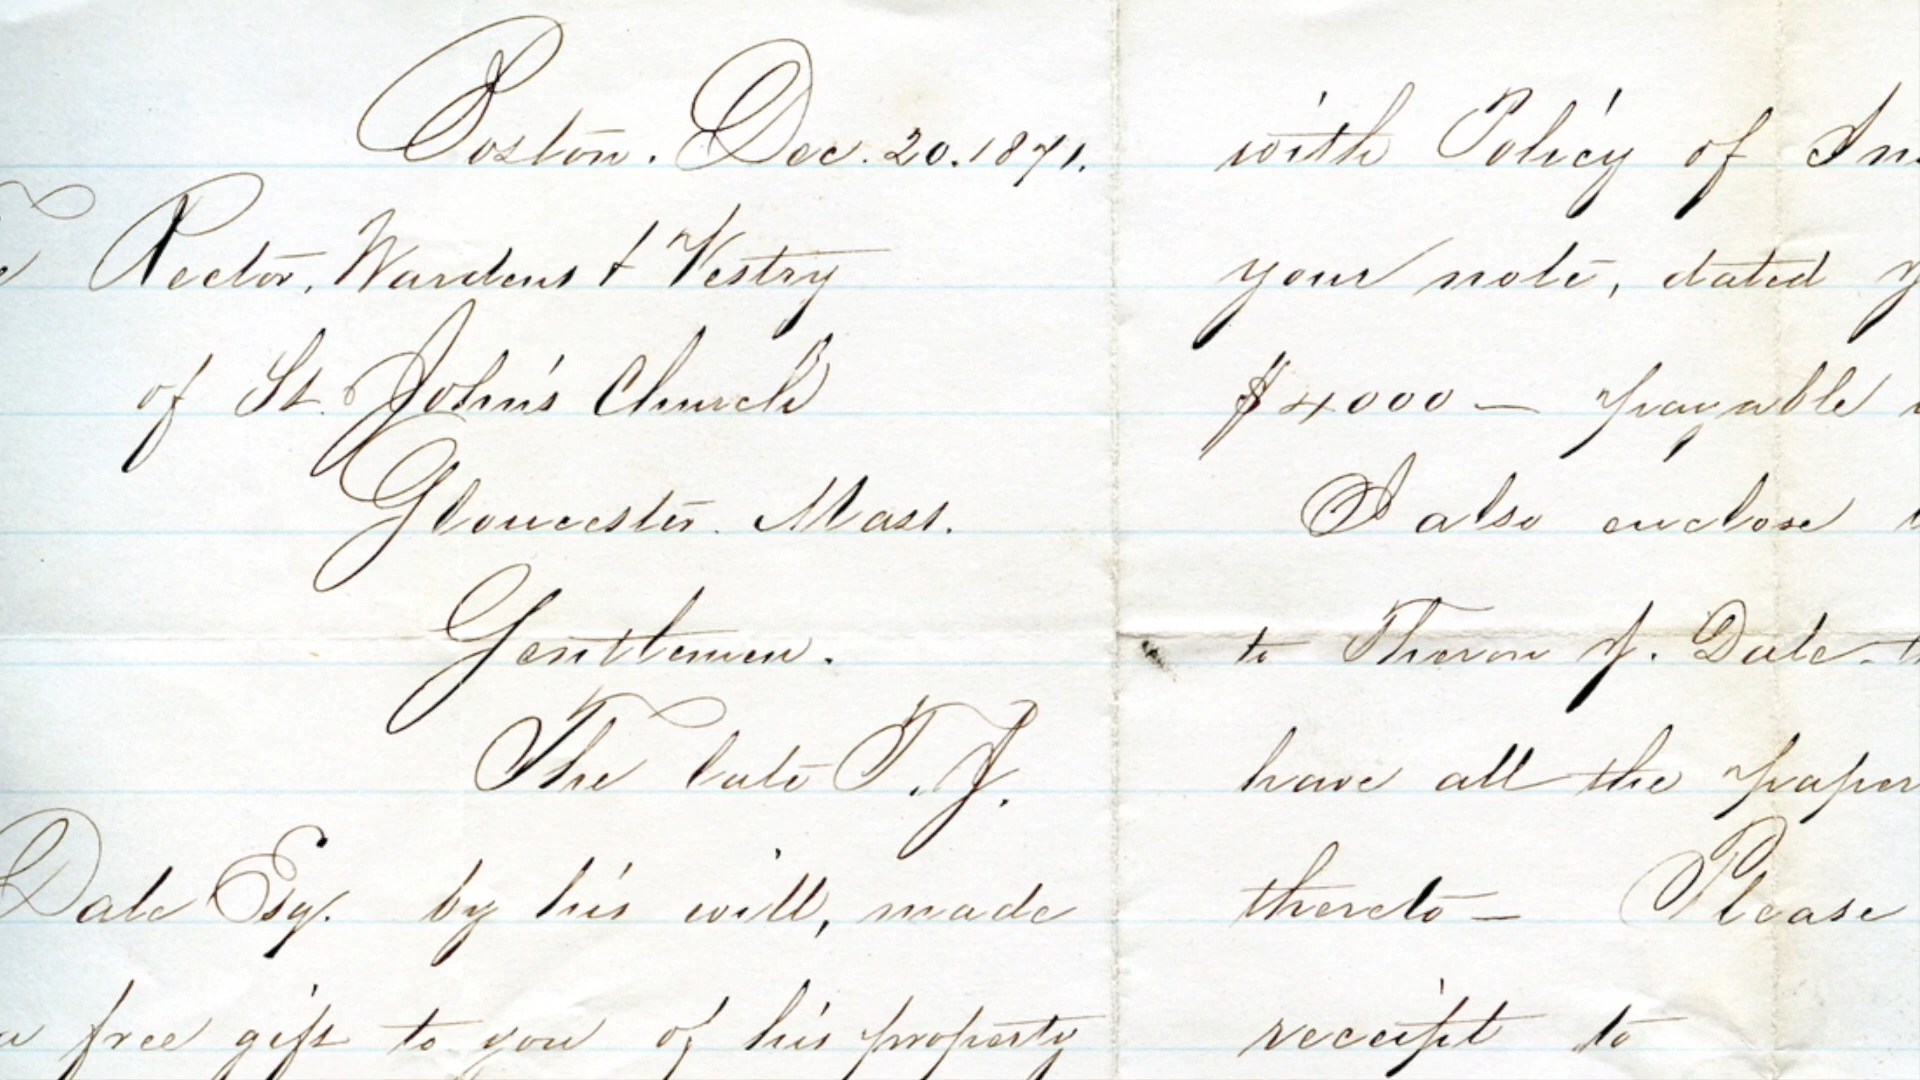 Boston. Dec. 20. 1871.
Rector, Wardens & Vestry
of St. John's Church
Gloucester. Mass.
Gentlemen.
The late T. J.
Dale Esq. by his will, made
a free gift to you of his property
with Policy of In
your note, dated
$4000 — payable
I also enclose
to Theron J. Dale.
have all the paper
thereto — Please
receipt to